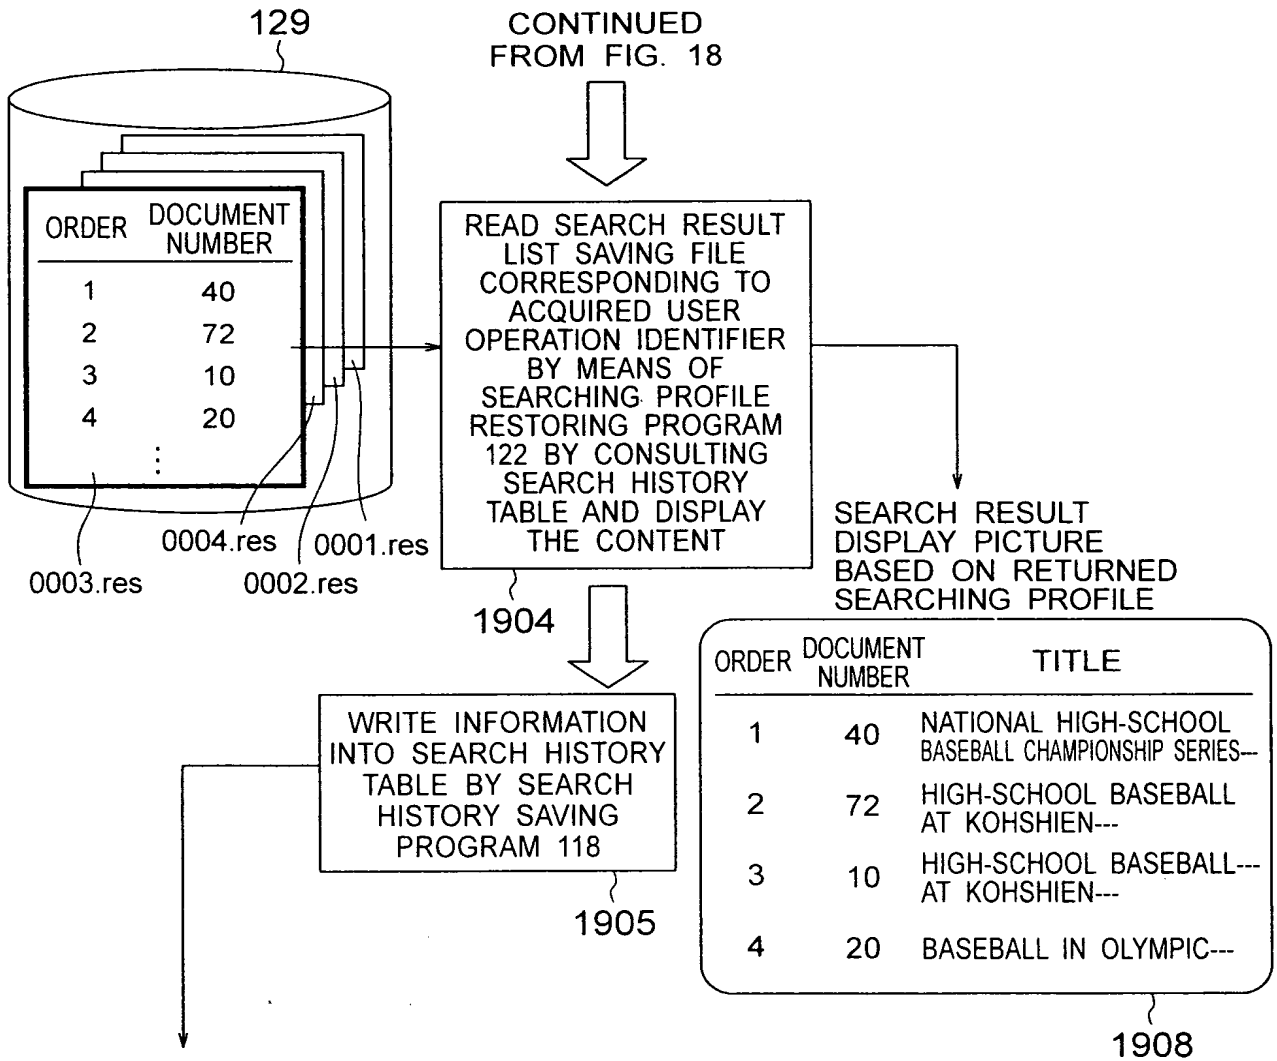 129
CONTINUED
FROM FIG. 18
ORDER DOCUMENT NUMBER
1 40
2 72
3 10
4 20
0004.res
0001.res
0003.res
0002.res
READ SEARCH RESULT
LIST SAVING FILE
CORRESPONDING TO
ACQUIRED USER
OPERATION IDENTIFIER
BY MEANS OF
SEARCHING PROFILE
RESTORING PROGRAM
122 BY CONSULTING
SEARCH HISTORY
TABLE AND DISPLAY
THE CONTENT
1904
SEARCH RESULT
DISPLAY PICTURE
BASED ON RETURNED
SEARCHING PROFILE
WRITE INFORMATION
INTO SEARCH HISTORY
TABLE BY SEARCH
HISTORY SAVING
PROGRAM 118
1905
ORDER DOCUMENT NUMBER TITLE
1 40 NATIONAL HIGH-SCHOOL
BASEBALL CHAMPIONSHIP SERIES---
2 72 HIGH-SCHOOL BASEBALL
AT KOHSHIEN---
3 10 HIGH-SCHOOL BASEBALL---
AT KOHSHIEN---
4 20 BASEBALL IN OLYMPIC---
1908